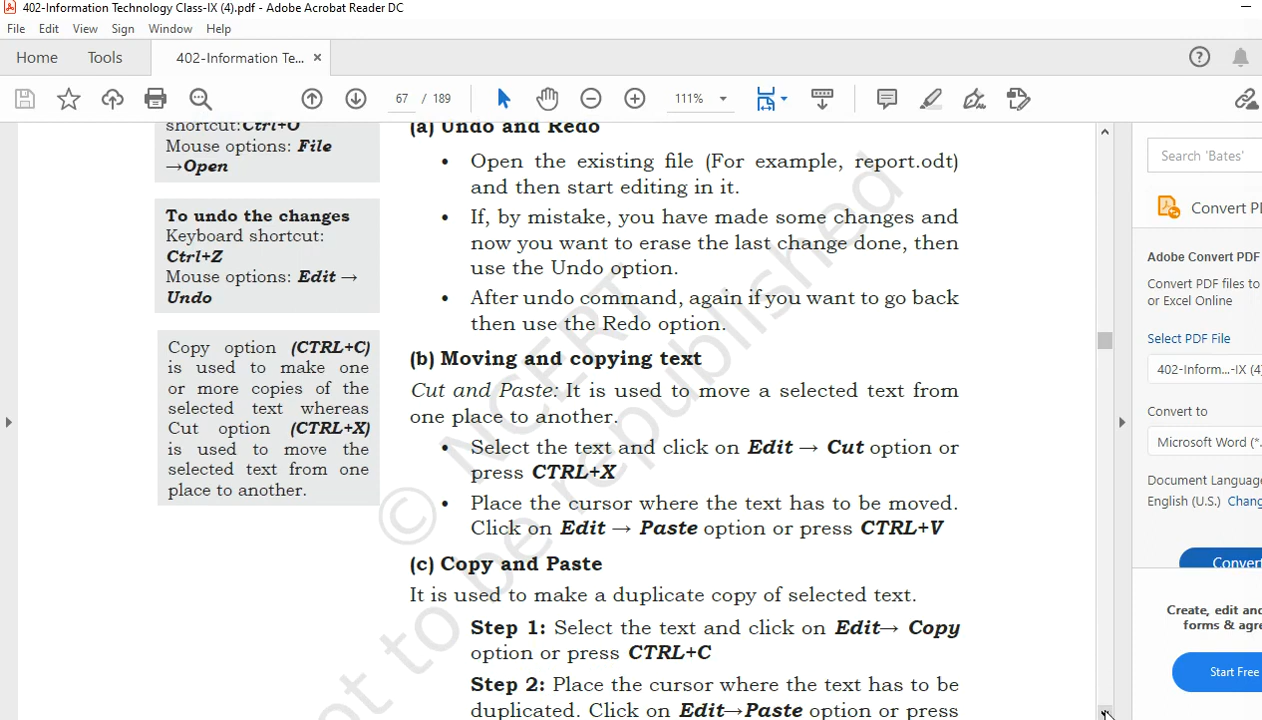 402-Information Technology Class-IX (4).pdf - Adobe Acrobat Reader DC
File Edit View Sign Window Help
Home Tools 402-Information Te... ×
67 / 189 111%
shortcut:Ctrl+O
Mouse options: File
→Open
To undo the changes
Keyboard shortcut:
Ctrl+Z
Mouse options: Edit →
Undo
Copy option (CTRL+C)
is used to make one
or more copies of the
selected text whereas
Cut option (CTRL+X)
is used to move the
selected text from one
place to another.
(a) Undo and Redo
• Open the existing file (For example, report.odt)
and then start editing in it.
• If, by mistake, you have made some changes and
now you want to erase the last change done, then
use the Undo option.
• After undo command, again if you want to go back
then use the Redo option.
(b) Moving and copying text
Cut and Paste: It is used to move a selected text from
one place to another.
• Select the text and click on Edit → Cut option or
press CTRL+X
• Place the cursor where the text has to be moved.
Click on Edit → Paste option or press CTRL+V
(c) Copy and Paste
It is used to make a duplicate copy of selected text.
Step 1: Select the text and click on Edit→ Copy
option or press CTRL+C
Step 2: Place the cursor where the text has to be
duplicated. Click on Edit→Paste option or press
© NCERT
not to be republished
Search 'Bates'
Convert PD
Adobe Convert PDF
Convert PDF files to
or Excel Online
Select PDF File
402-Inform...-IX (4)
Convert to
Microsoft Word (*.
Document Language
English (U.S.) Chang
Convert
Create, edit and
forms & agre
Start Free